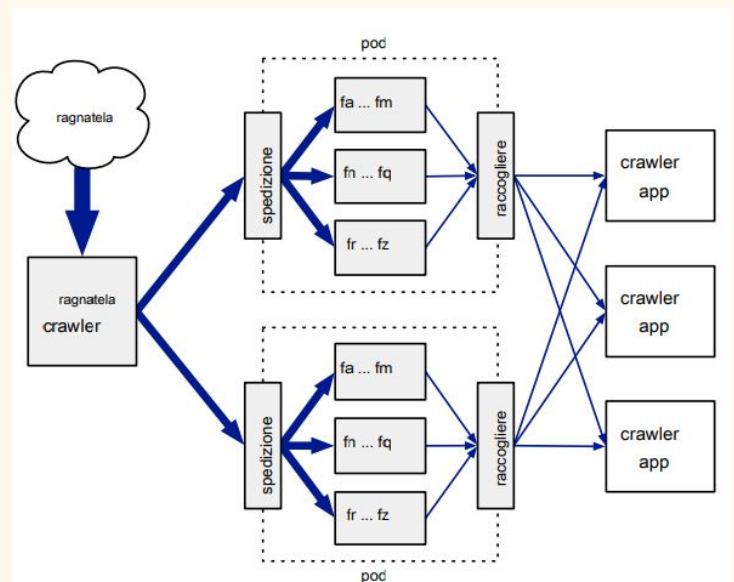 pod
ragnatela
spedizione
fa ... fm
fn ... fq
fr ... fz
raccogliere
crawler
app
crawler
app
crawler
app
ragnatela
crawler
spedizione
fa ... fm
fn ... fq
fr ... fz
raccogliere
pod